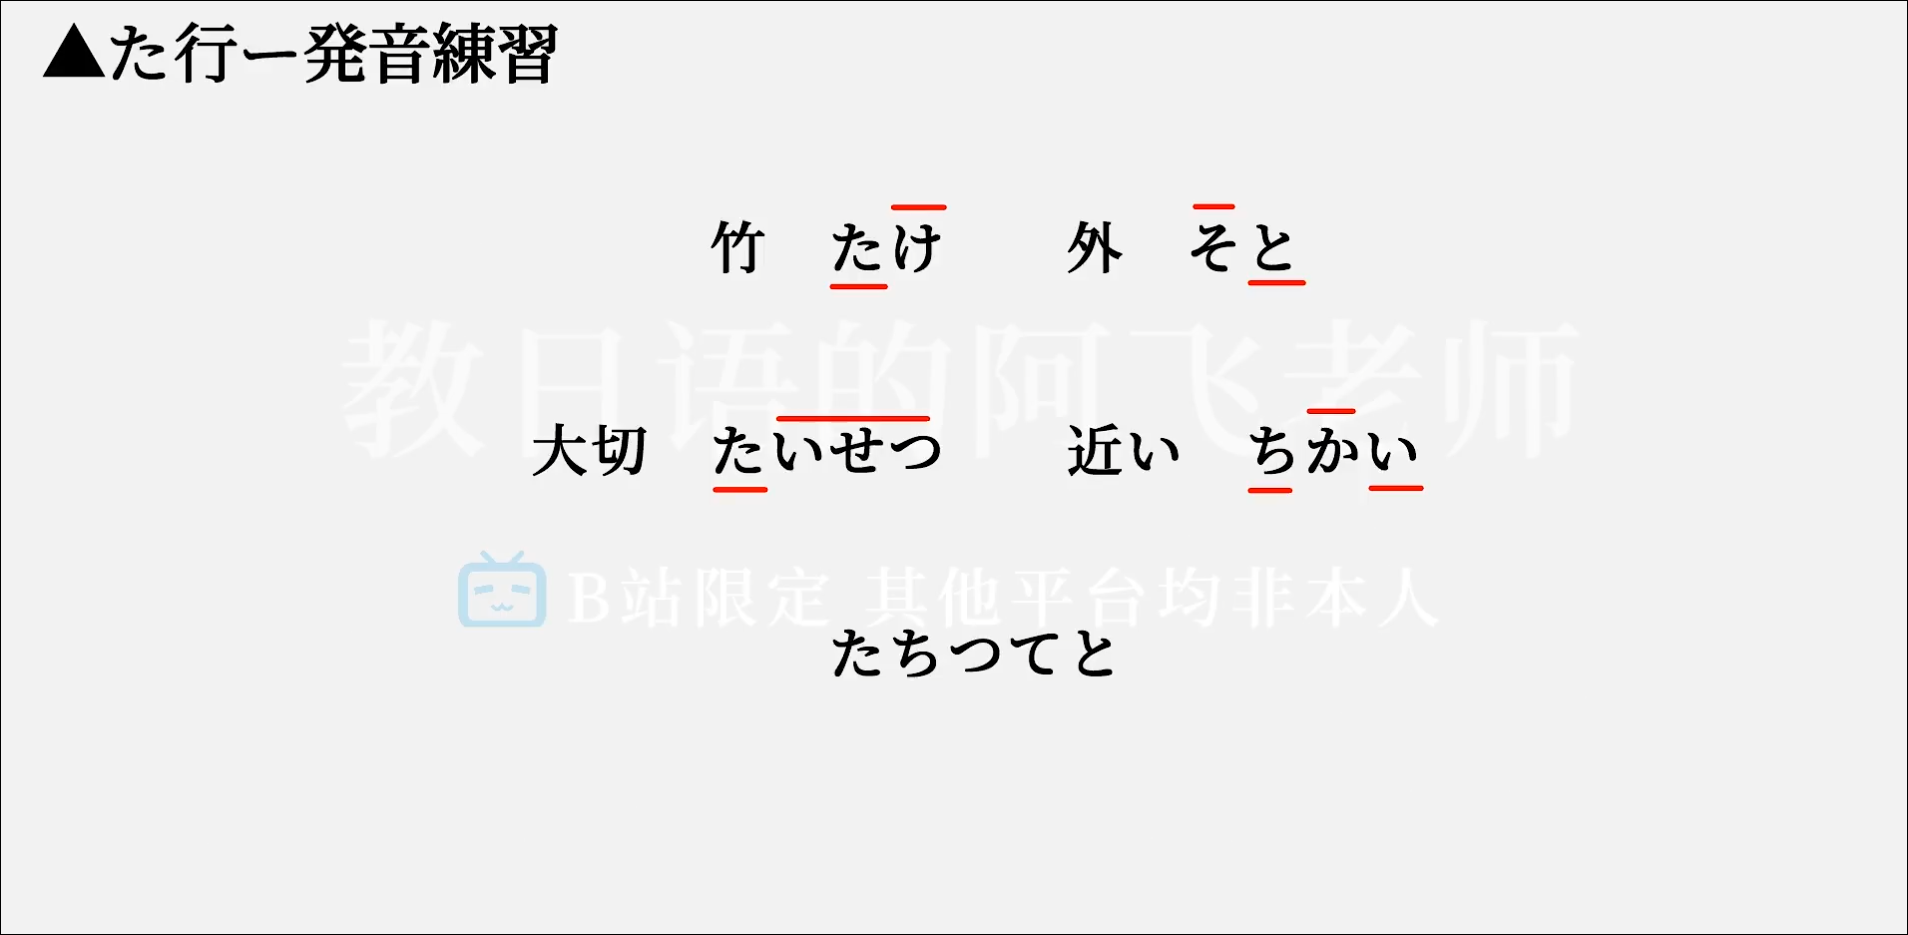 ▲た行ー発音練習
竹　たけ　　外　そと
教日语的阿飞老师
大切　たいせつ　　近い　ちかい
B站限定 其他平台均非本人
たちつてと